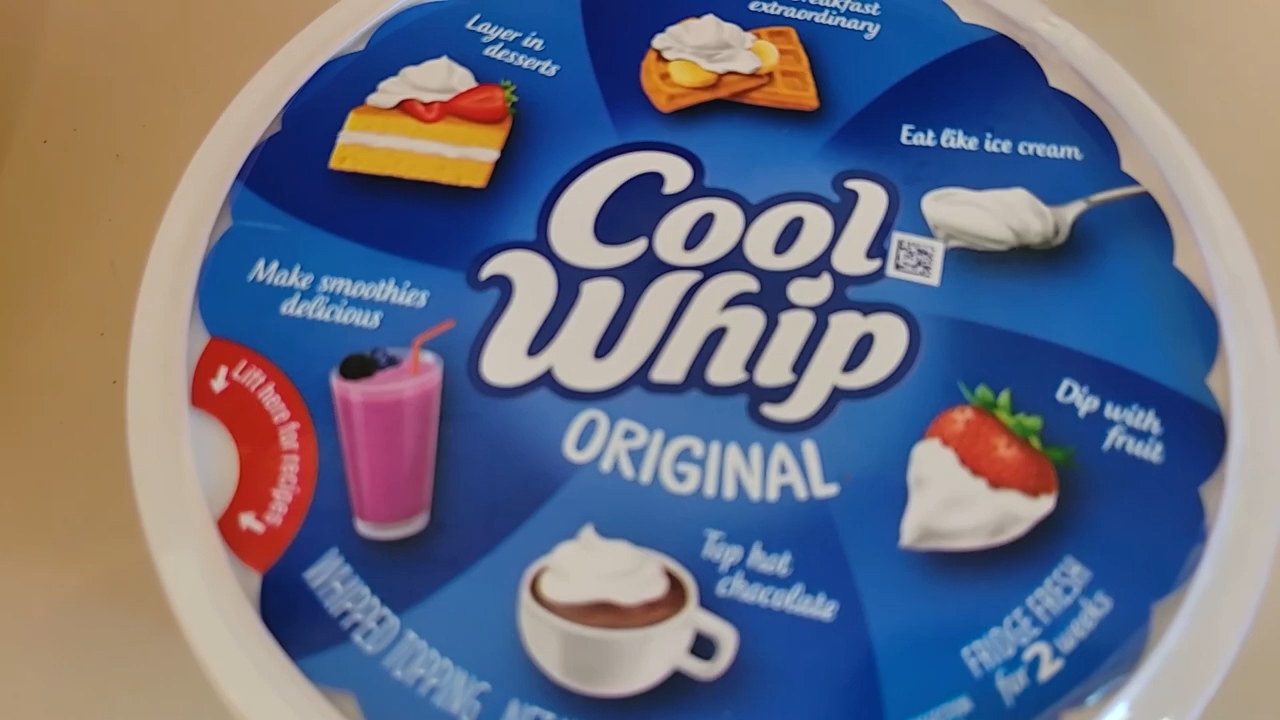 breakfast
extraordinary
Layer in
desserts
Eat like ice cream
Cool
Whip
ORIGINAL
Make smoothies
delicious
Dip with
fruit
Lift here for recipes
Top hot
chocolate
WHIPPED TOPPING
FRIDGE FRESH
for 2 weeks